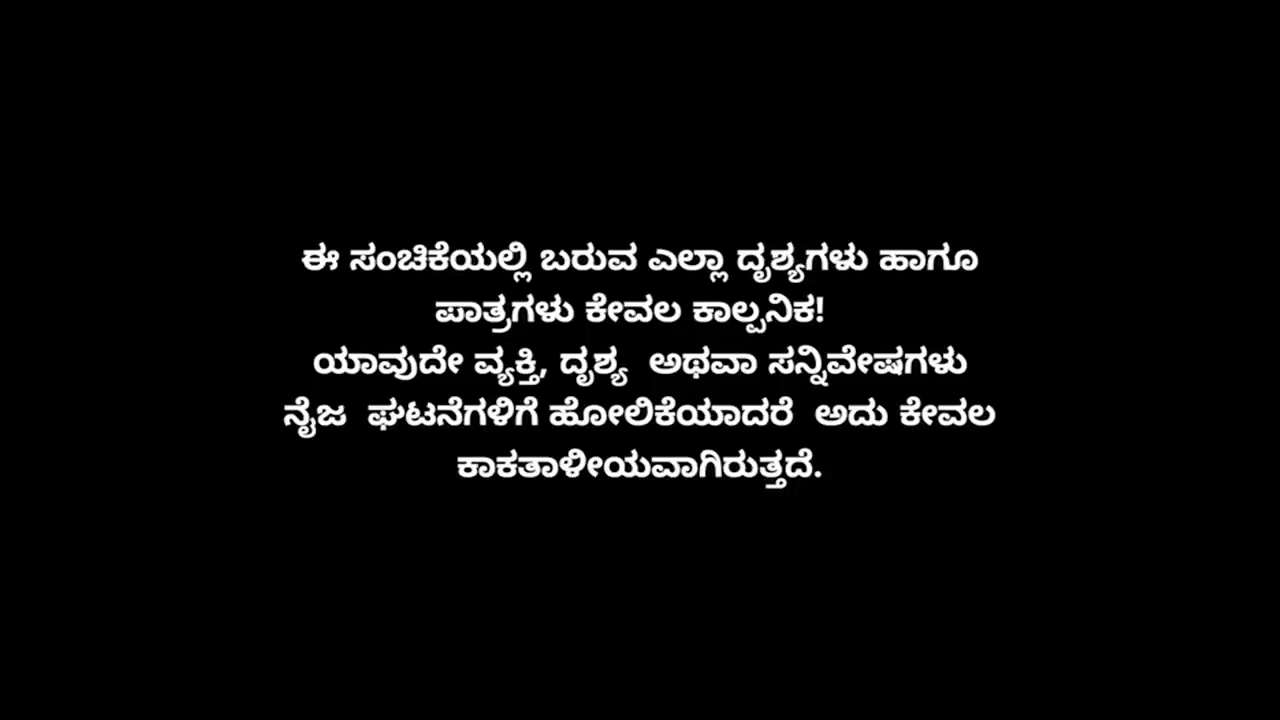 ಈ ಸಂಚಿಕೆಯಲ್ಲಿ ಬರುವ ಎಲ್ಲಾ ದೃಶ್ಯಗಳು ಹಾಗೂ
ಪಾತ್ರಗಳು ಕೇವಲ ಕಾಲ್ಪನಿಕ!
ಯಾವುದೇ ವ್ಯಕ್ತಿ, ದೃಶ್ಯ ಅಥವಾ ಸನ್ನಿವೇಷಗಳು
ನೈಜ ಘಟನೆಗಳಿಗೆ ಹೋಲಿಕೆಯಾದರೆ ಅದು ಕೇವಲ
ಕಾಕತಾಳೀಯವಾಗಿರುತ್ತದೆ.